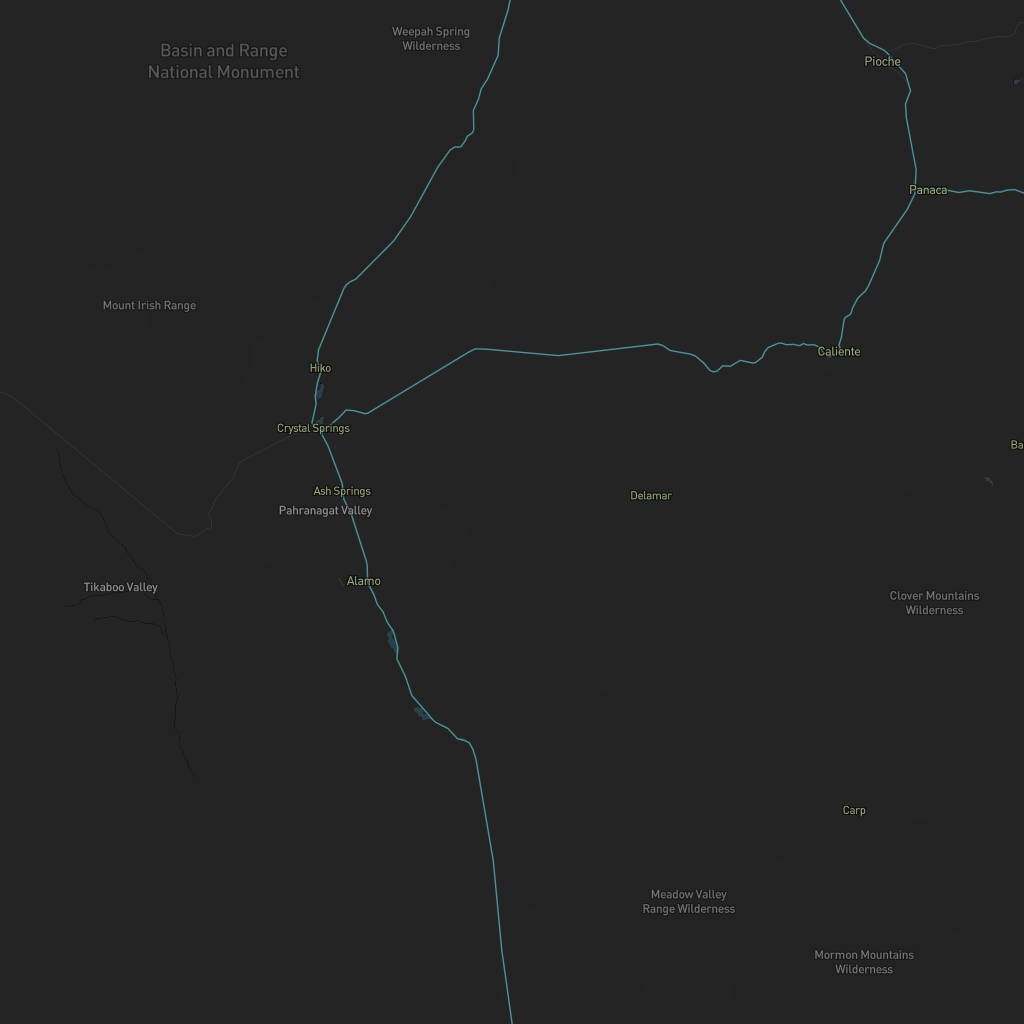 Weepah Spring
Wilderness
Basin and Range
National Monument
Pioche
Panaca
Mount Irish Range
Caliente
Hiko
Crystal Springs
Ba
Ash Springs
Delamar
Pahranagat Valley
Alamo
Tikaboo Valley
Clover Mountains
Wilderness
Carp
Meadow Valley
Range Wilderness
Mormon Mountains
Wilderness